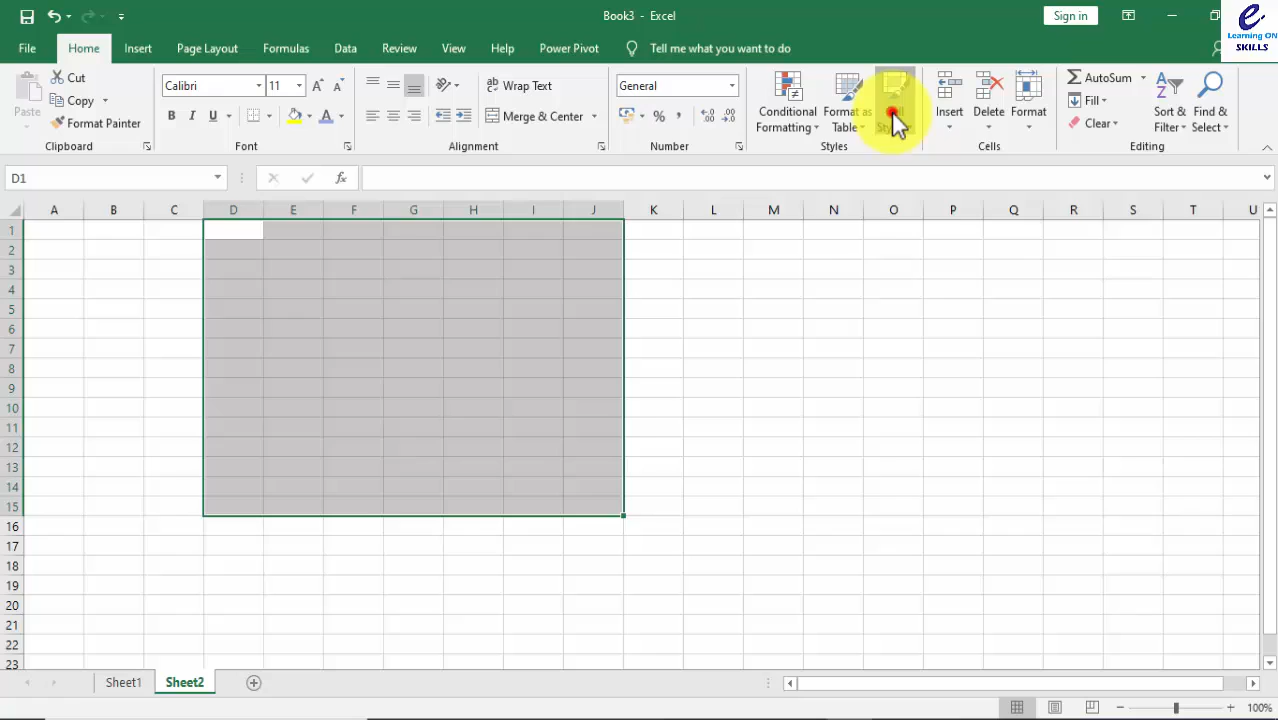 Book3 - Excel
Sign in
e
Learning ON
SKILLS
File Home Insert Page Layout Formulas Data Review View Help Power Pivot Tell me what you want to do
Paste
Cut
Copy
Format Painter
Clipboard
Calibri 11
B I U
Font
Wrap Text
Merge & Center
Alignment
General
% ,
Number
Conditional
Formatting
Format as
Table
Styles
Insert
Delete
Format
Cells
AutoSum
Fill
Clear
Sort &
Filter
Find &
Select
Editing
D1
fx
A B C D E F G H I J K L M N O P Q R S T U
1
2
3
4
5
6
7
8
9
10
11
12
13
14
15
16
17
18
19
20
21
22
23
Sheet1 Sheet2
100%